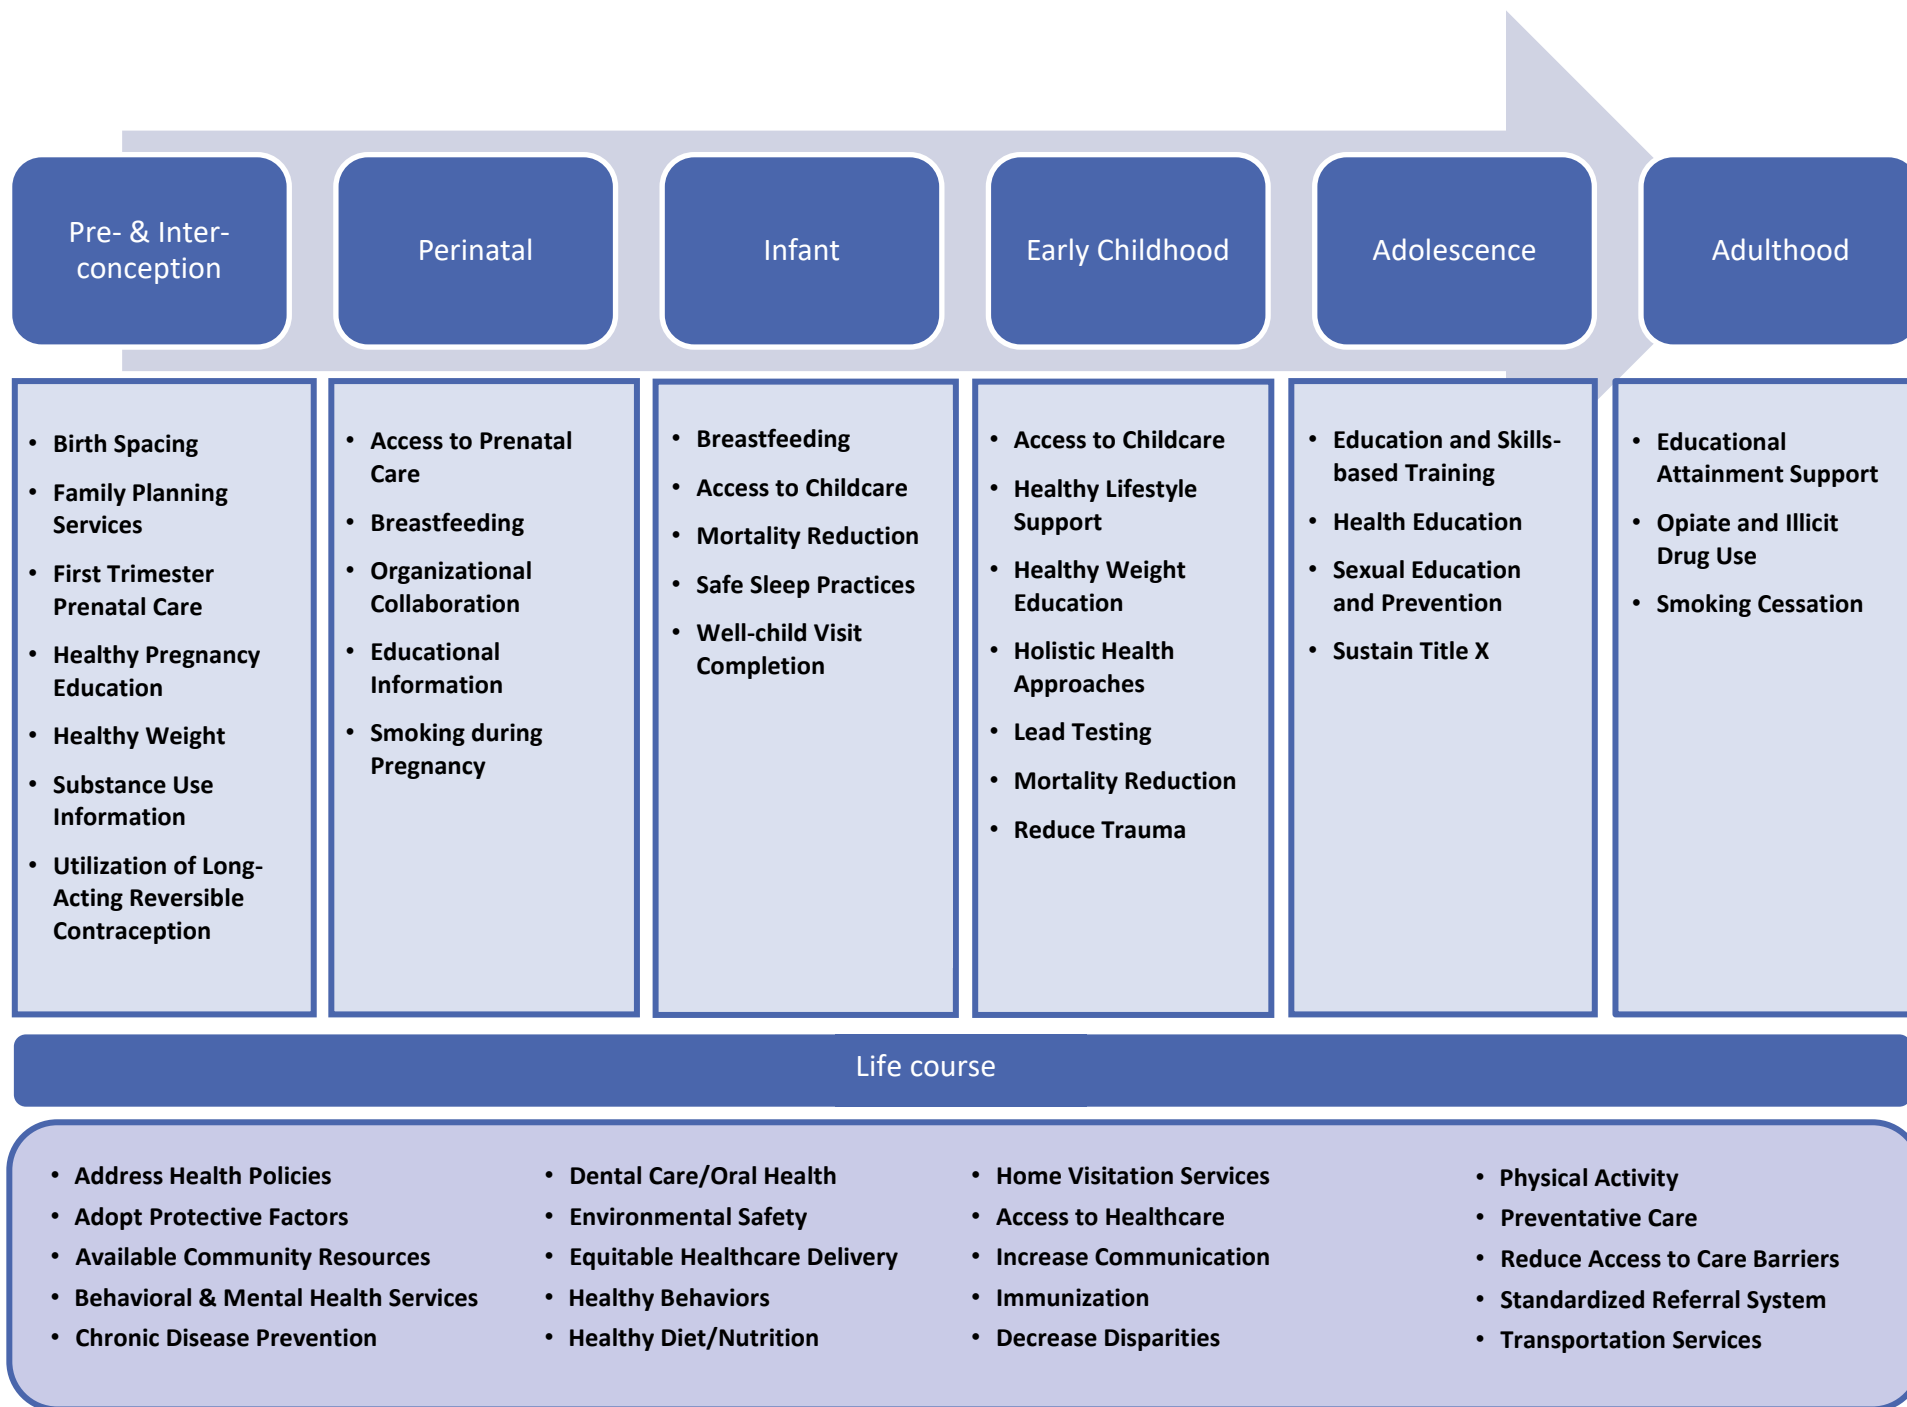 Pre- & Inter-
conception
Perinatal
Infant
Early Childhood
Adolescence
Adulthood
• Birth Spacing
• Family Planning
Services
• First Trimester
Prenatal Care
• Healthy Pregnancy
Education
• Healthy Weight
• Substance Use
Information
• Utilization of Long-
Acting Reversible
Contraception
• Access to Prenatal
Care
• Breastfeeding
• Organizational
Collaboration
• Educational
Information
• Smoking during
Pregnancy
• Breastfeeding
• Access to Childcare
• Mortality Reduction
• Safe Sleep Practices
• Well-child Visit
Completion
• Access to Childcare
• Healthy Lifestyle
Support
• Healthy Weight
Education
• Holistic Health
Approaches
• Lead Testing
• Mortality Reduction
• Reduce Trauma
• Education and Skills-
based Training
• Health Education
• Sexual Education
and Prevention
• Sustain Title X
• Educational
Attainment Support
• Opiate and Illicit
Drug Use
• Smoking Cessation
Life course
• Address Health Policies
• Adopt Protective Factors
• Available Community Resources
• Behavioral & Mental Health Services
• Chronic Disease Prevention
• Dental Care/Oral Health
• Environmental Safety
• Equitable Healthcare Delivery
• Healthy Behaviors
• Healthy Diet/Nutrition
• Home Visitation Services
• Access to Healthcare
• Increase Communication
• Immunization
• Decrease Disparities
• Physical Activity
• Preventative Care
• Reduce Access to Care Barriers
• Standardized Referral System
• Transportation Services